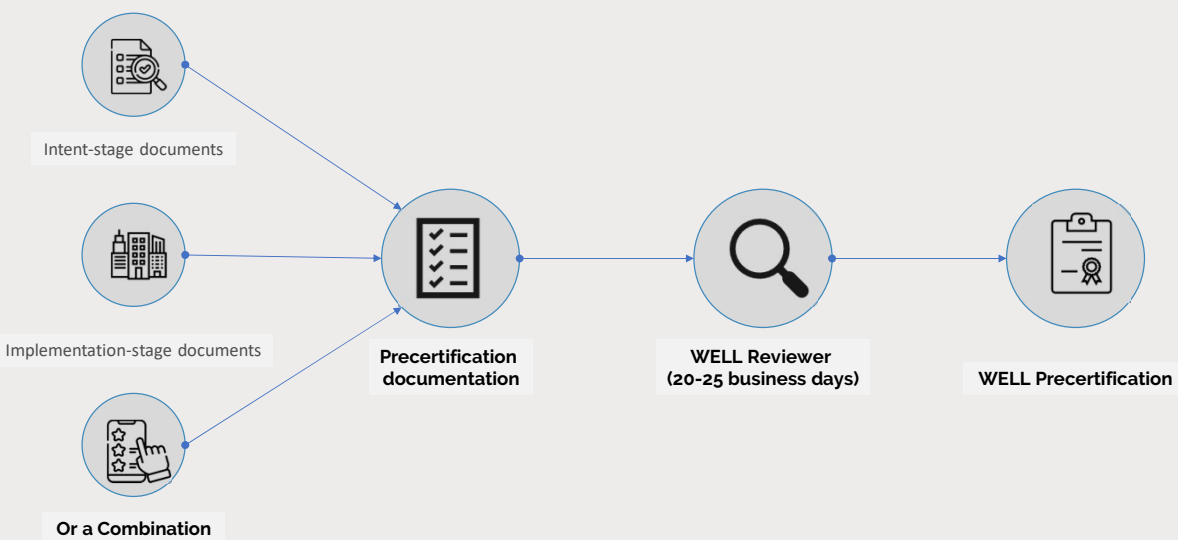 Intent-stage documents
Implementation-stage documents
Or a Combination
Precertification
documentation
WELL Reviewer
(20-25 business days)
WELL Precertification